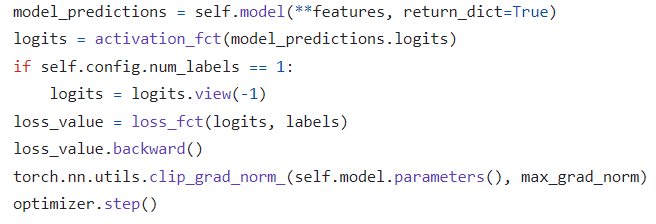 model_predictions = self.model(**features, return_dict=True)
logits = activation_fct(model_predictions.logits)
if self.config.num_labels == 1:
    logits = logits.view(-1)
loss_value = loss_fct(logits, labels)
loss_value.backward()
torch.nn.utils.clip_grad_norm_(self.model.parameters(), max_grad_norm)
optimizer.step()